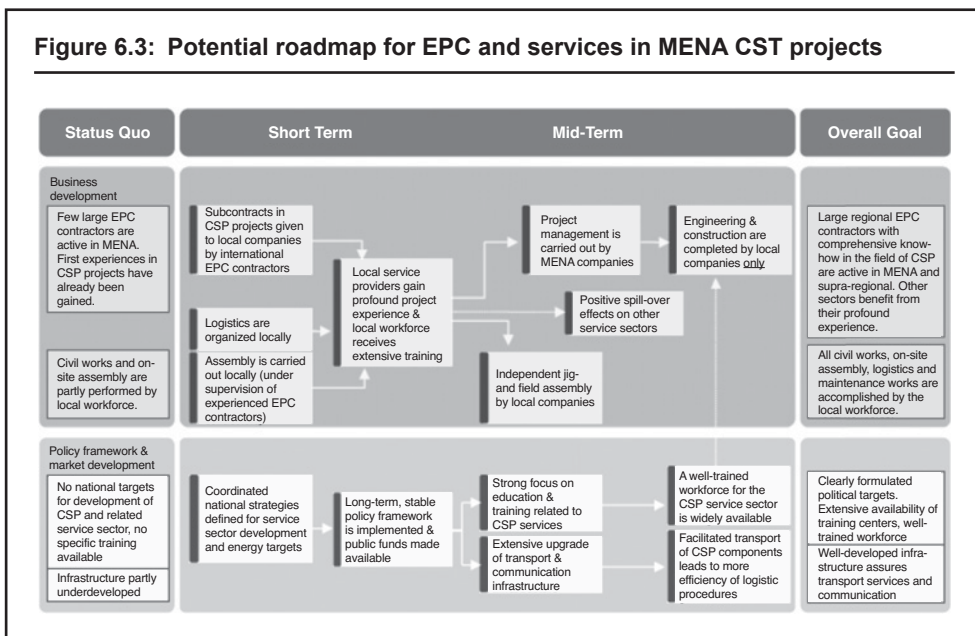 Figure 6.3: Potential roadmap for EPC and services in MENA CST projects
Status Quo
Short Term
Mid-Term
Overall Goal
Business
development
Few large EPC
contractors are
active in MENA.
First experiences in
CSP projects have
already been
gained.
Civil works and on-
site assembly are
partly performed by
local workforce.
Subcontracts in
CSP projects given
to local companies
by international
EPC contractors
Logistics are
organized locally
Assembly is carried
out locally (under
supervision of
experienced EPC
contractors)
Local service
providers gain
profound project
experience &
local workforce
receives
extensive training
Project
management is
carried out by
MENA companies
Engineering &
construction are
completed by local
companies only
Positive spill-over
effects on other
service sectors
Independent jig-
and field assembly
by local companies
Large regional EPC
contractors with
comprehensive know-
how in the field of CSP
are active in MENA and
supra-regional. Other
sectors benefit from
their profound
experience.
All civil works, on-site
assembly, logistics and
maintenance works are
accomplished by the
local workforce.
Policy framework &
market development
No national targets
for development of
CSP and related
service sector, no
specific training
available
Infrastructure partly
underdeveloped
Coordinated
national strategies
defined for service
sector development
and energy targets
Long-term, stable
policy framework
is implemented &
public funds made
available
Strong focus on
education &
training related to
CSP services
Extensive upgrade
of transport &
communication
infrastructure
A well-trained
workforce for the
CSP service sector
is widely available
Facilitated transport
of CSP components
leads to more
efficiency of logistic
procedures
Clearly formulated
political targets.
Extensive availability of
training centers, well-
trained workforce
Well-developed infra-
structure assures
transport services and
communication